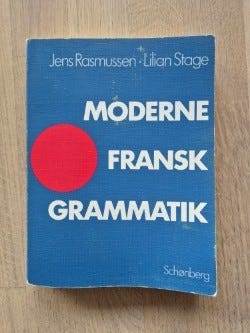 Jens Rasmussen · Lilian Stage
MODERNE
FRANSK
GRAMMATIK
Schønberg